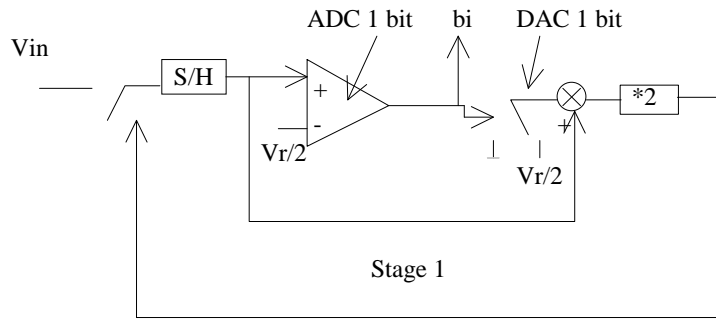 ADC 1 bit bi DAC 1 bit
Vin
S/H
+
-
Vr/2
+
*2
Vr/2
Stage 1